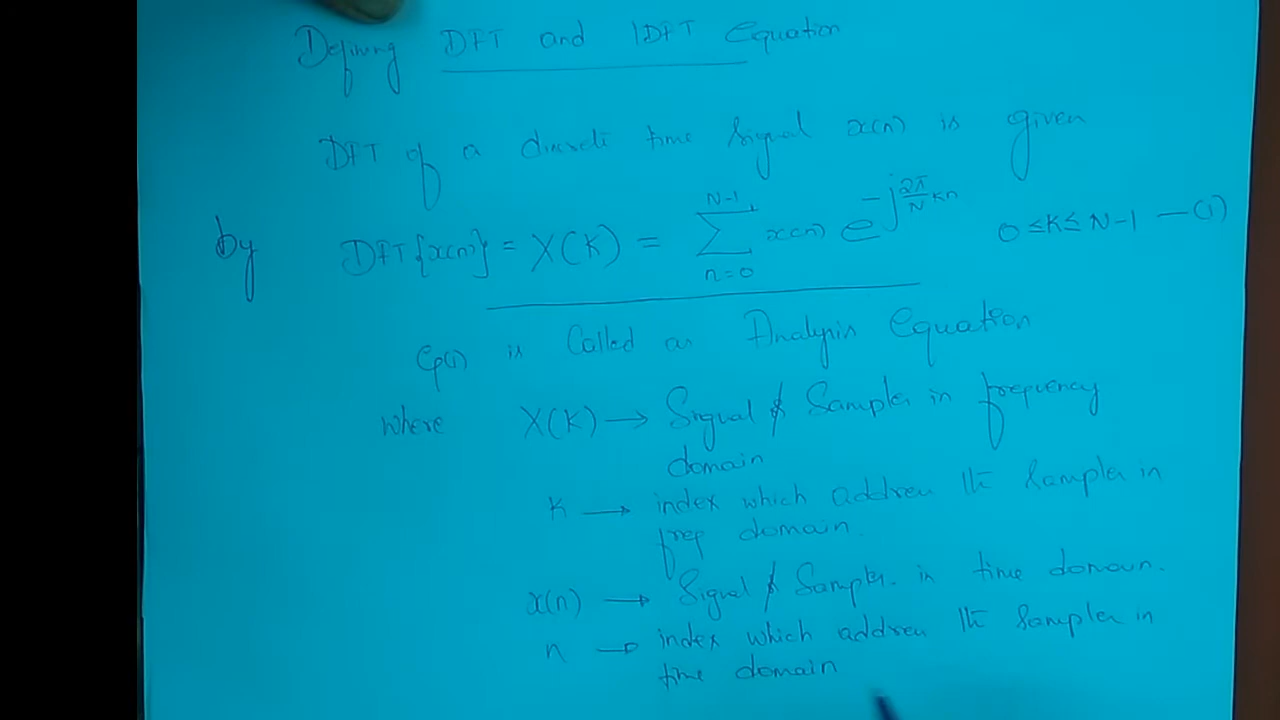 Defining DFT and IDFT Equation
DFT of a discrete time signal x(n) is given
by DFT{x(n)} = X(K) = \sum_{n=0}^{N-1} x(n) e^{-j\frac{2π}{N}Kn} 0 ≤ K ≤ N-1 —(1)
Eq(1) is Called as Analysis Equation
where X(K) → Signal & Samples in frequency
domain
K → index which address the samples in
freq domain.
x(n) → Signal & Samples in time domain.
n → index which address the samples in
time domain